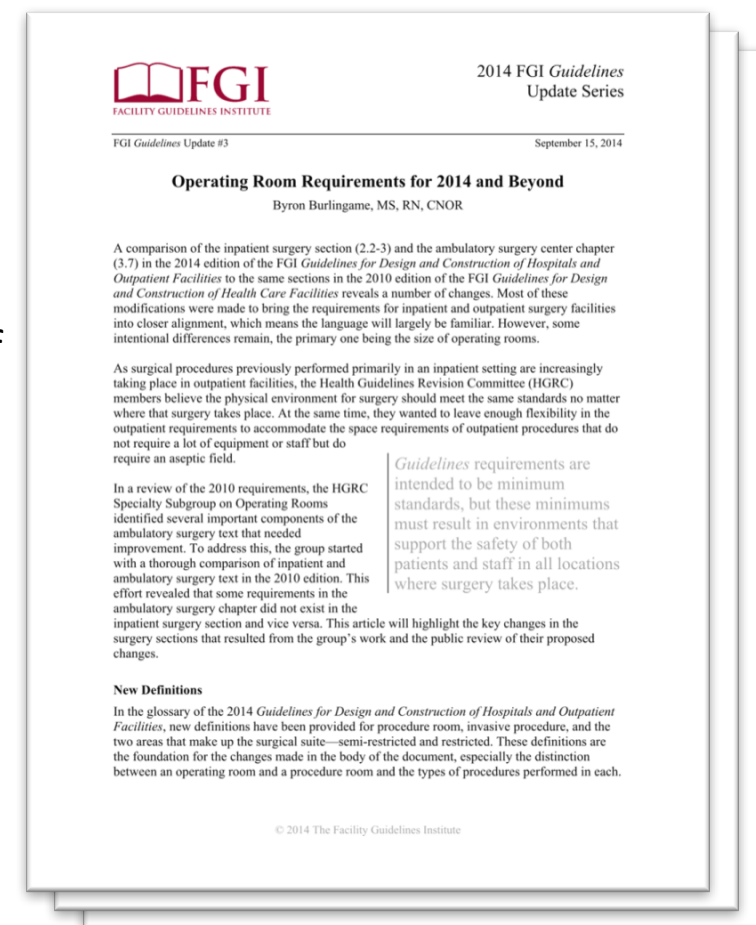 FGI
FACILITY GUIDELINES INSTITUTE
2014 FGI Guidelines
Update Series
FGI Guidelines Update #3
September 15, 2014
Operating Room Requirements for 2014 and Beyond
Byron Burlingame, MS, RN, CNOR
A comparison of the inpatient surgery section (2.2-3) and the ambulatory surgery center chapter
(3.7) in the 2014 edition of the FGI Guidelines for Design and Construction of Hospitals and
Outpatient Facilities to the same sections in the 2010 edition of the FGI Guidelines for Design
and Construction of Health Care Facilities reveals a number of changes. Most of these
modifications were made to bring the requirements for inpatient and outpatient surgery facilities
into closer alignment, which means the language will largely be familiar. However, some
intentional differences remain, the primary one being the size of operating rooms.
As surgical procedures previously performed primarily in an inpatient setting are increasingly
taking place in outpatient facilities, the Health Guidelines Revision Committee (HGRC)
members believe the physical environment for surgery should meet the same standards no matter
where that surgery takes place. At the same time, they wanted to leave enough flexibility in the
outpatient requirements to accommodate the space requirements of outpatient procedures that do
not require a lot of equipment or staff but do
require an aseptic field.
In a review of the 2010 requirements, the HGRC
Specialty Subgroup on Operating Rooms
identified several important components of the
ambulatory surgery text that needed
improvement. To address this, the group started
with a thorough comparison of inpatient and
ambulatory surgery text in the 2010 edition. This
effort revealed that some requirements in the
ambulatory surgery chapter did not exist in the
Guidelines requirements are
intended to be minimum
standards, but these minimums
must result in environments that
support the safety of both
patients and staff in all locations
where surgery takes place.
inpatient surgery section and vice versa. This article will highlight the key changes in the
surgery sections that resulted from the group's work and the public review of their proposed
changes.
New Definitions
In the glossary of the 2014 Guidelines for Design and Construction of Hospitals and Outpatient
Facilities, new definitions have been provided for procedure room, invasive procedure, and the
two areas that make up the surgical suite—semi-restricted and restricted. These definitions are
the foundation for the changes made in the body of the document, especially the distinction
between an operating room and a procedure room and the types of procedures performed in each.
© 2014 The Facility Guidelines Institute